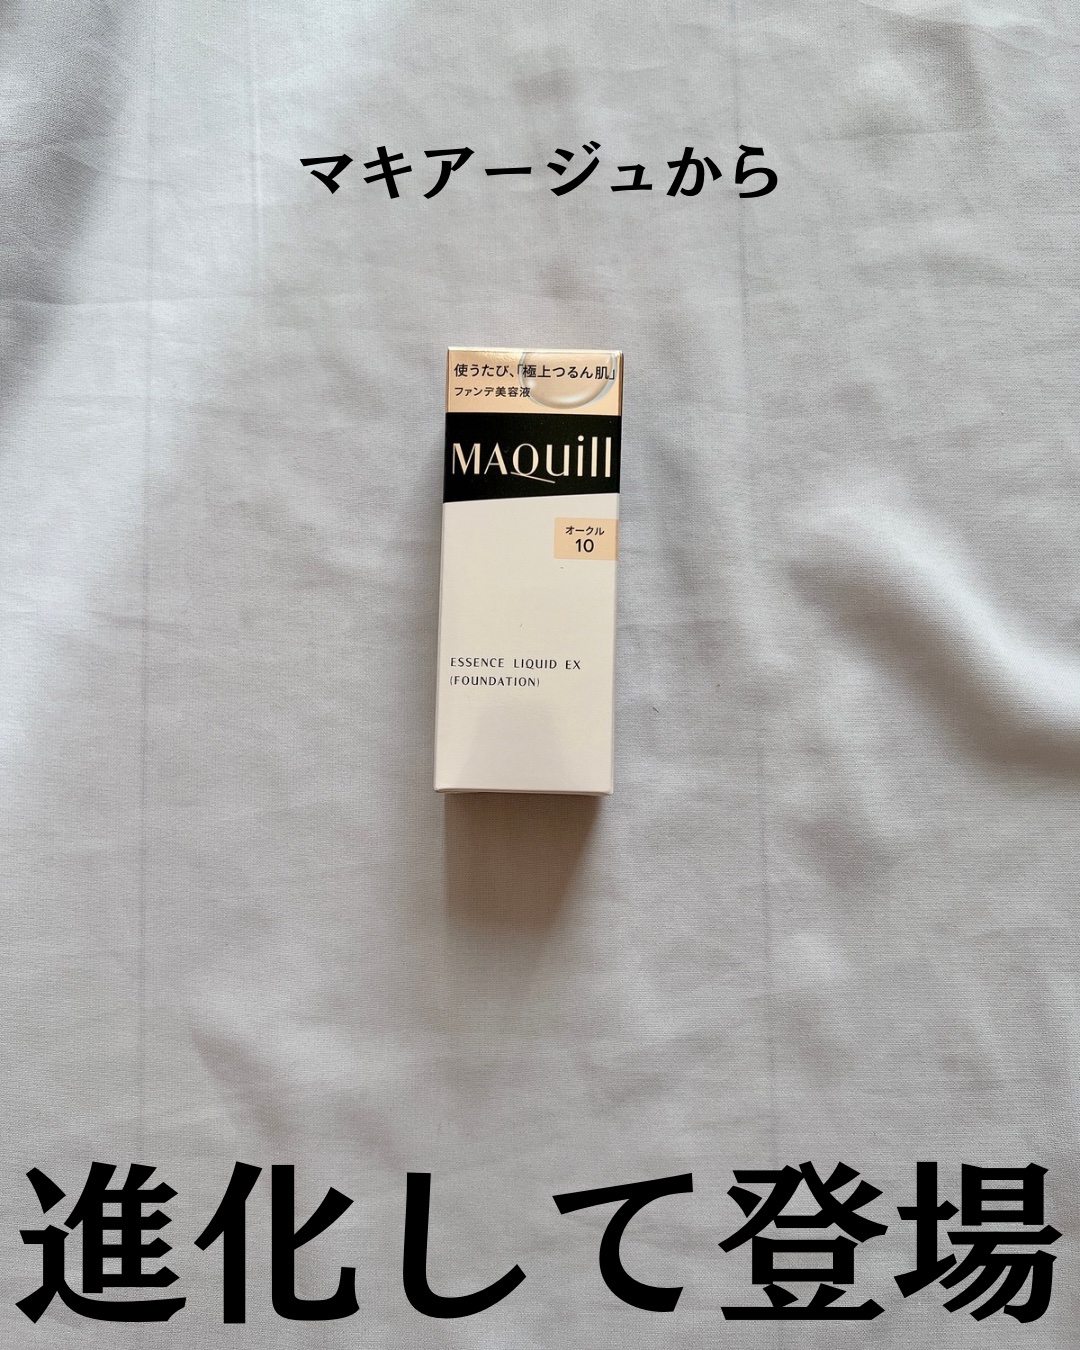 マキアージュから
使うたび、「極上つるん肌」
ファンデ美容液
MAQuill
オークル
10
ESSENCE LIQUID EX
(FOUNDATION)
進化して登場